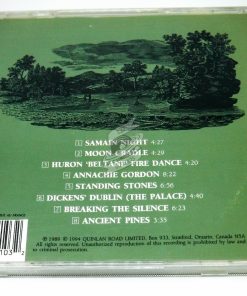 1 SAMAIN NIGHT 4:27
2 MOON CRADLE 4:29
3 HURON 'BELTANE' FIRE DANCE 4:20
4 ANNACHIE GORDON 8:22
5 STANDING STONES 6:56
6 DICKENS' DUBLIN (THE PALACE) 4:40
7 BREAKING THE SILENCE 6:23
8 ANCIENT PINES 3:35
℗ 1989 © 1994 QUINLAN ROAD LIMITED, Box 933, Stratford, Ontario, Canada N5A
All rights reserved. Unauthorized reproduction of this recording is prohibited by law and
to criminal prosecution.